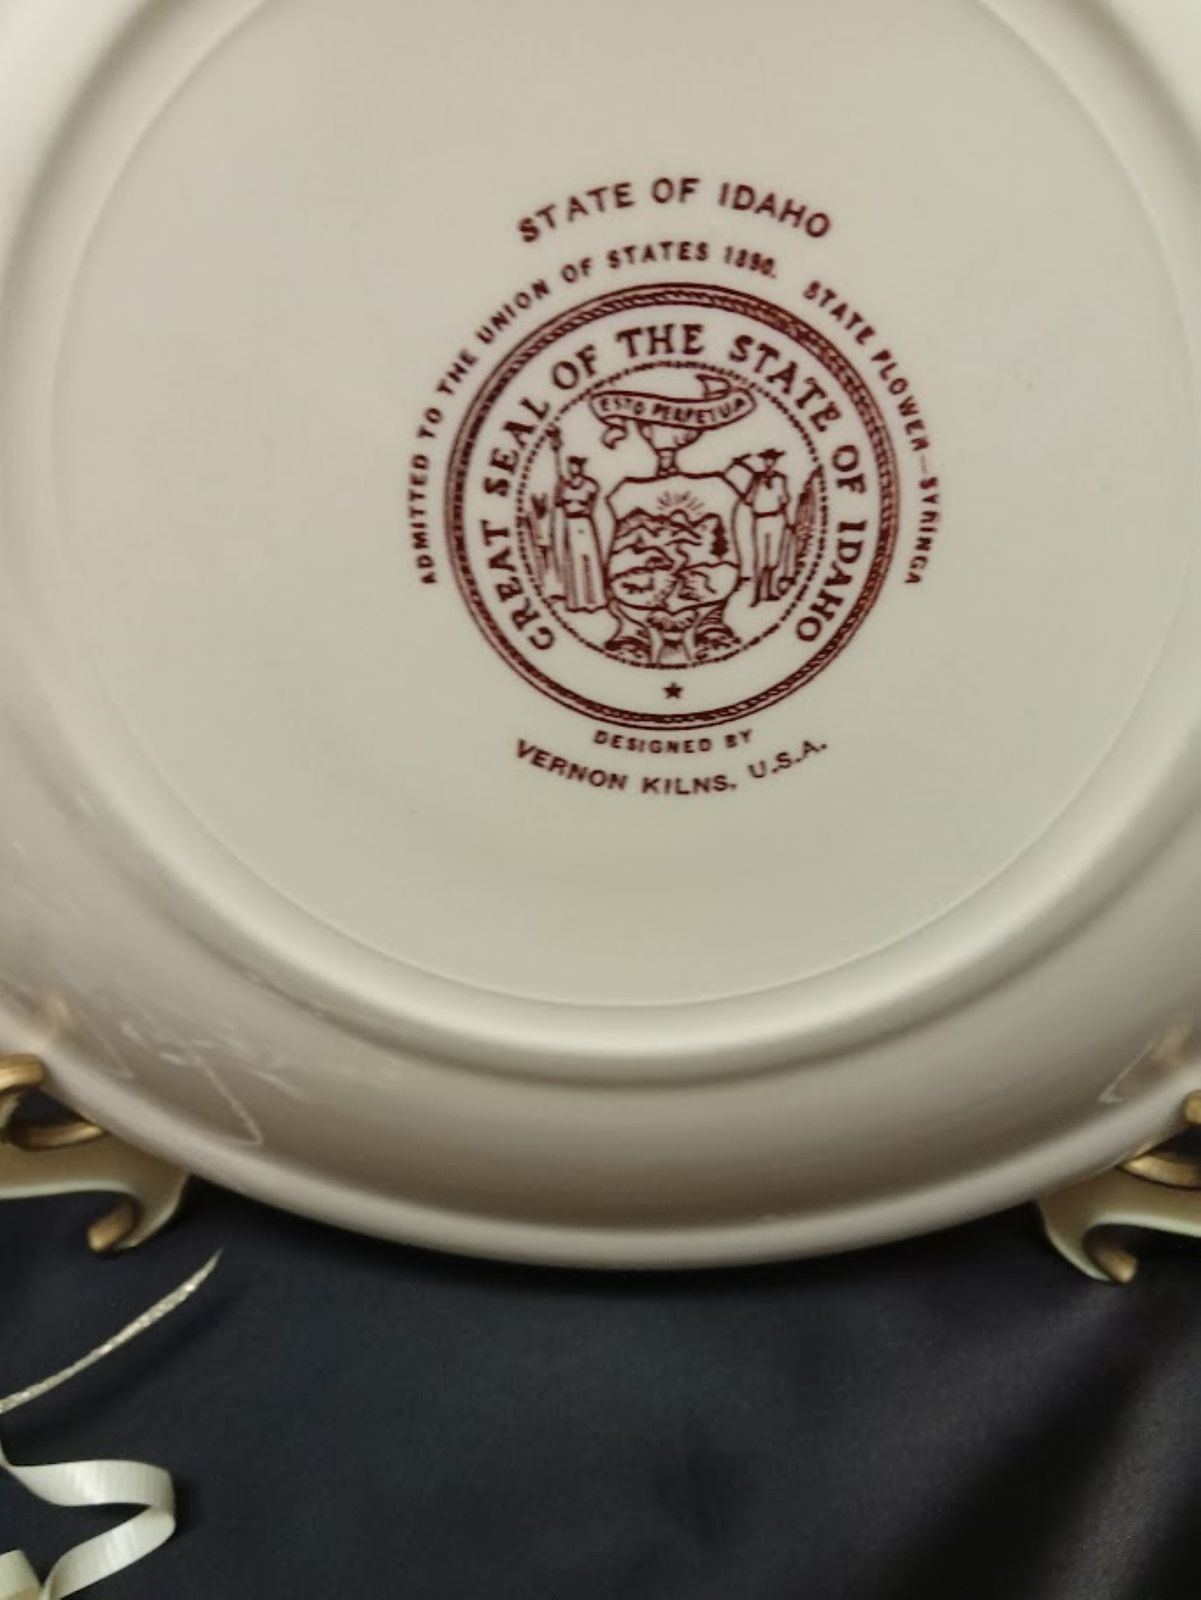 STATE OF IDAHO
ADMITTED TO THE UNION OF STATES 1890. STATE FLOWER—SYRINGA
GREAT SEAL OF THE STATE OF IDAHO
ESTO PERPETUA
DESIGNED BY
VERNON KILNS, U.S.A.